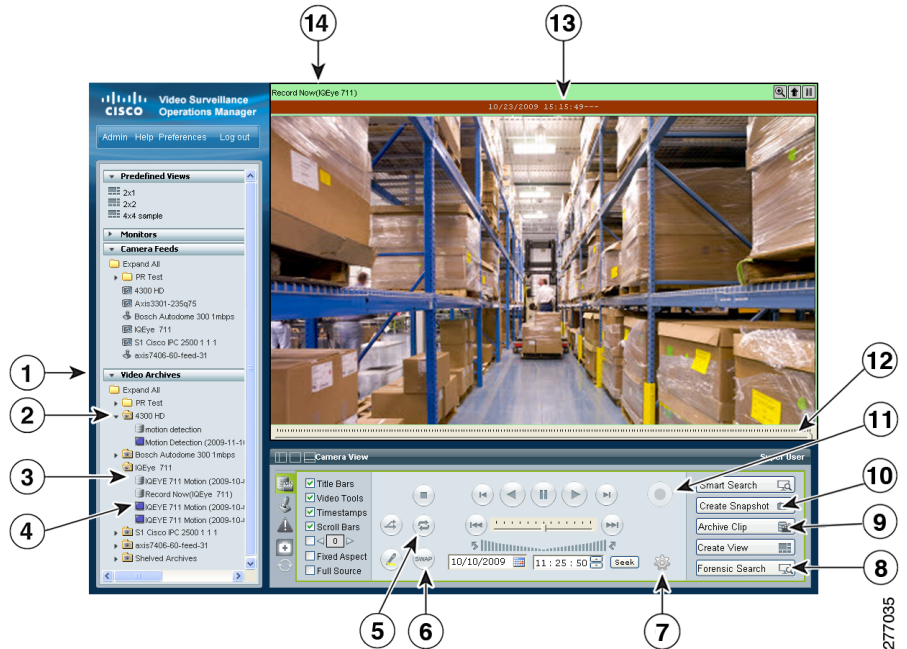 14
13
Record Now(IQEye 711)
10/23/2009 15:15:49---
CISCO
Video Surveillance
Operations Manager
Admin Help Preferences Log out
Predefined Views
2x1
2x2
4x4 sample
Monitors
Camera Feeds
Expand All
PR Test
4300 HD
Axis3301-235q75
Bosch Autodome 300 1mbps
IQEye 711
S1 Cisco IPC 2500 1 1 1
axis7406-60-feed-31
1
Video Archives
Expand All
PR Test
2
4300 HD
motion detection
Motion Detection (2009-11-1
Bosch Autodome 300 1mbps
IQEye 711
3
IQEYE 711 Motion (2009-10-
Record Now(IQEye 711)
4
IQEYE 711 Motion (2009-10-
IQEYE 711 Motion (2009-10-
S1 Cisco IPC 2500 1 1 1
axis7406-60-feed-31
Shelved Archives
12
11
Camera View
Super User
Title Bars
Video Tools
Timestamps
Scroll Bars
0
Fixed Aspect
Full Source
SWAP
10/10/2009
11 : 25 : 50
Seek
Smart Search
10
Create Snapshot
9
Archive Clip
Create View
8
Forensic Search
5
6
7
277035